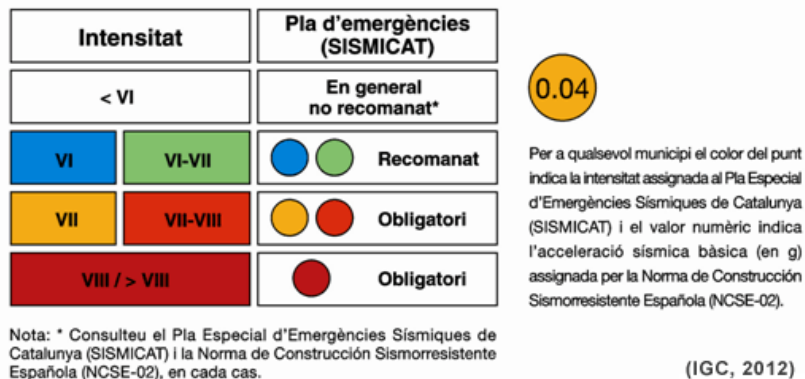 Intensitat
Pla d'emergències
(SISMICAT)
< VI
En general
no recomanat*
VI
VI-VII
Recomanat
VII
VII-VIII
Obligatori
VIII / > VIII
Obligatori
Nota: * Consulteu el Pla Especial d'Emergències Sísmiques de
Catalunya (SISMICAT) i la Norma de Construcción Sismorresistente
Española (NCSE-02), en cada cas.
0.04
Per a qualsevol municipi el color del punt
indica la intensitat assignada al Pla Especial
d'Emergències Sísmiques de Catalunya
(SISMICAT) i el valor numèric indica
l'acceleració sísmica bàsica (en g)
assignada per la Norma de Construcción
Sismorresistente Española (NCSE-02).
(IGC, 2012)